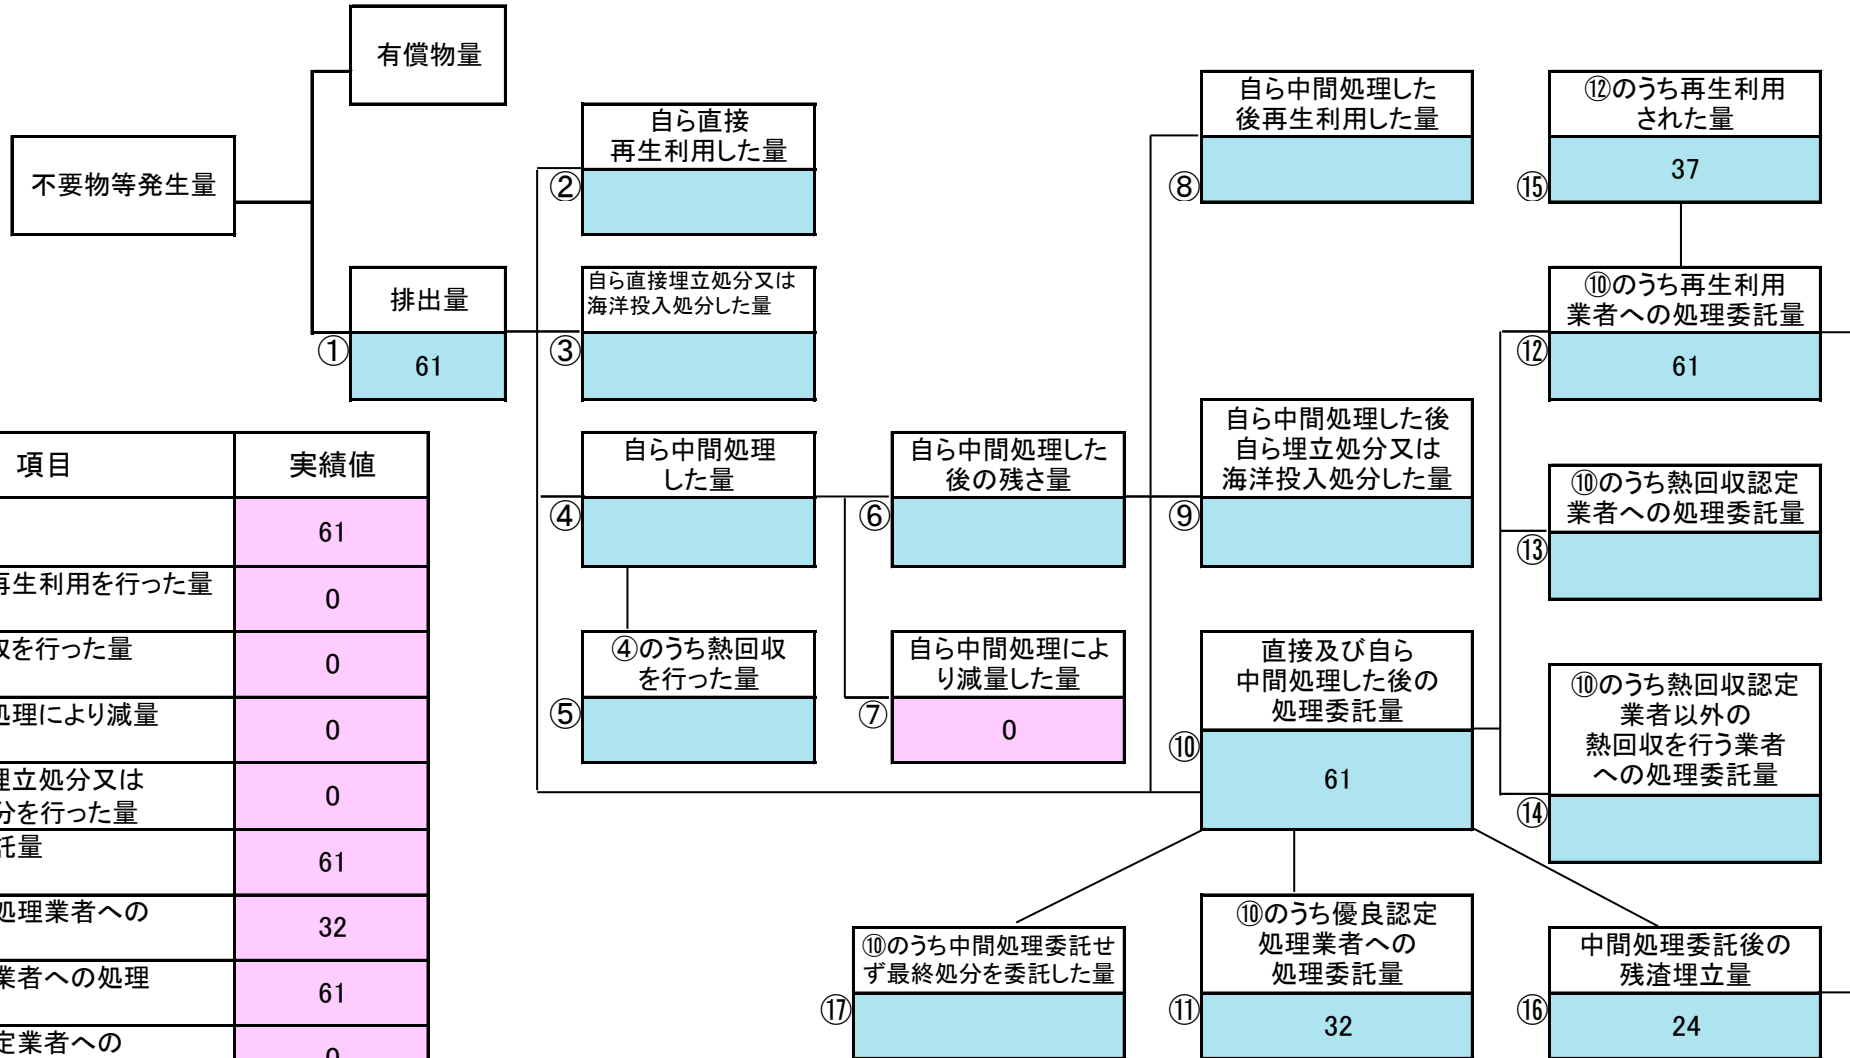 有償物量
不要物等発生量
排出量
①
61
自ら直接
再生利用した量
②
自ら直接埋立処分又は
海洋投入処分した量
③
自ら中間処理
した量
④
④のうち熱回収
を行った量
⑤
自ら中間処理した
後の残さ量
⑥
自ら中間処理によ
り減量した量
⑦
0
自ら中間処理した
後再生利用した量
⑧
自ら中間処理した後
自ら埋立処分又は
海洋投入処分した量
⑨
直接及び自ら
中間処理した後の
処理委託量
⑩
61
⑩のうち優良認定
処理業者への
処理委託量
⑪
32
⑫のうち再生利用
された量
⑮
37
⑩のうち再生利用
業者への処理委託量
⑫
61
⑩のうち熱回収認定
業者への処理委託量
⑬
⑩のうち熱回収認定
業者以外の
熱回収を行う業者
への処理委託量
⑭
中間処理委託後の
残渣埋立量
⑯
24
⑩のうち中間処理委託せ
ず最終処分を委託した量
⑰
項目
実績値
61
再生利用を行った量
0
を行った量
0
処理により減量
0
埋立処分又は
分を行った量
0
託量
61
処理業者への
32
業者への処理
61
定業者への
0